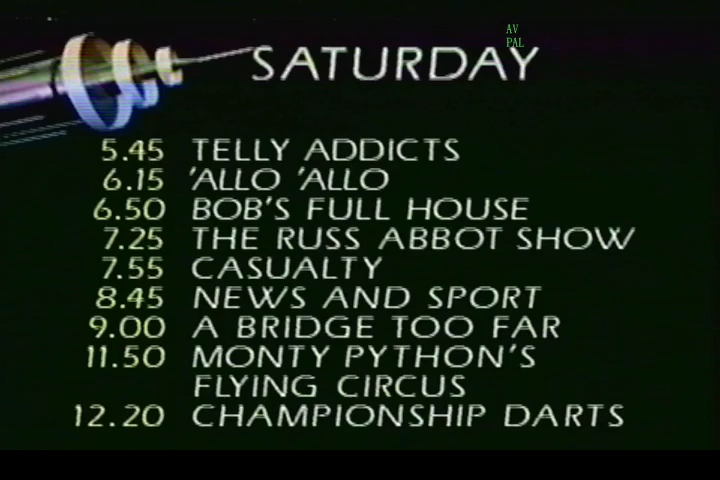 AV
PAL
SATURDAY
5.45 TELLY ADDICTS
6.15 'ALLO 'ALLO
6.50 BOB'S FULL HOUSE
7.25 THE RUSS ABBOT SHOW
7.55 CASUALTY
8.45 NEWS AND SPORT
9.00 A BRIDGE TOO FAR
11.50 MONTY PYTHON'S
FLYING CIRCUS
12.20 CHAMPIONSHIP DARTS